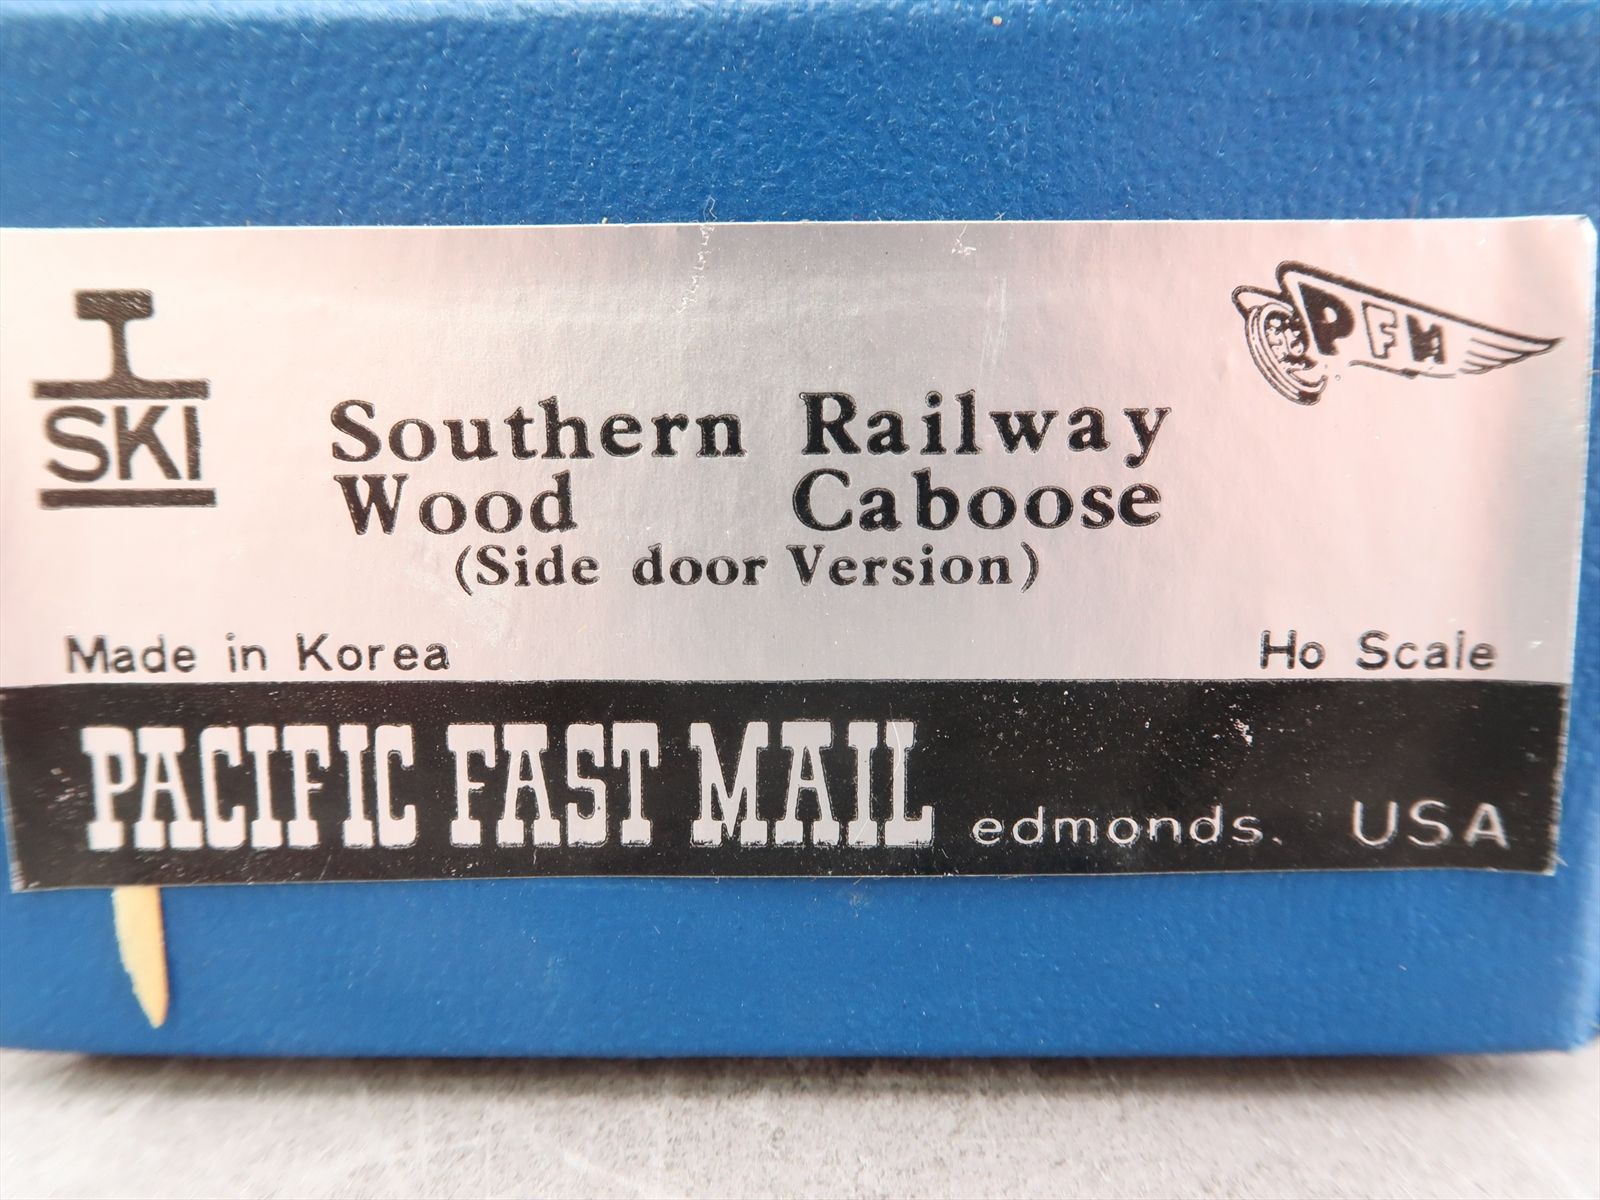 SKI
PFM
Southern Railway
Wood Caboose
(Side door Version)
Made in Korea
Ho Scale
PACIFIC FAST MAIL edmonds. USA